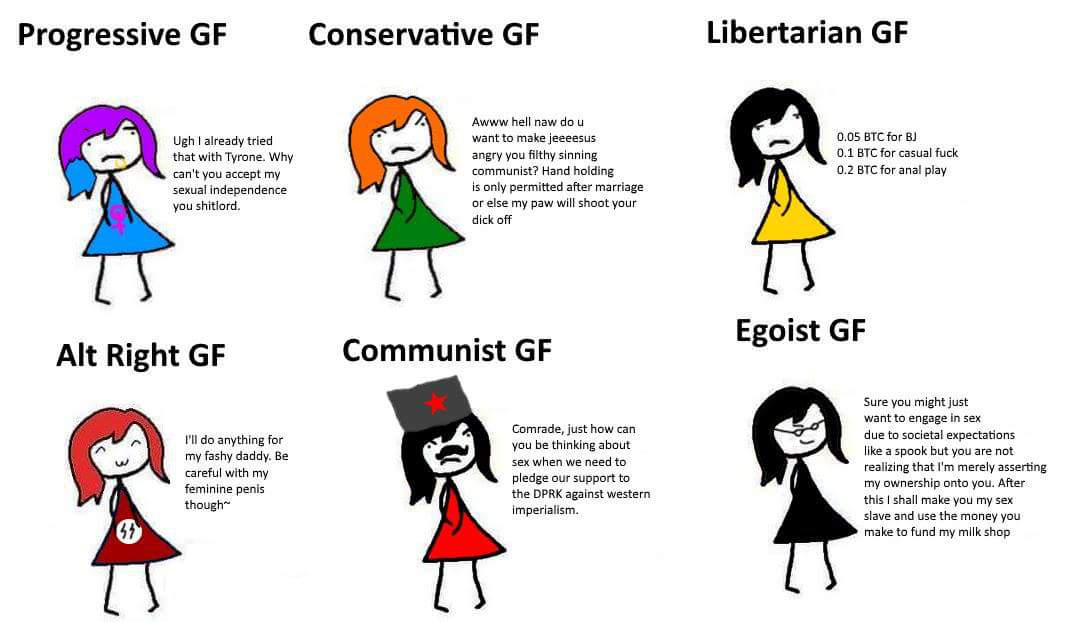 Progressive GF
Ugh I already tried
that with Tyrone. Why
can't you accept my
sexual independence
you shitlord.
Conservative GF
Awww hell naw do u
want to make jeeeesus
angry you filthy sinning
communist? Hand holding
is only permitted after marriage
or else my paw will shoot your
dick off
Libertarian GF
0.05 BTC for BJ
0.1 BTC for casual fuck
0.2 BTC for anal play
Alt Right GF
I'll do anything for
my fashy daddy. Be
careful with my
feminine penis
though~
Communist GF
Comrade, just how can
you be thinking about
sex when we need to
pledge our support to
the DPRK against western
imperialism.
Egoist GF
Sure you might just
want to engage in sex
due to societal expectations
like a spook but you are not
realizing that I'm merely asserting
my ownership onto you. After
this I shall make you my sex
slave and use the money you
make to fund my milk shop